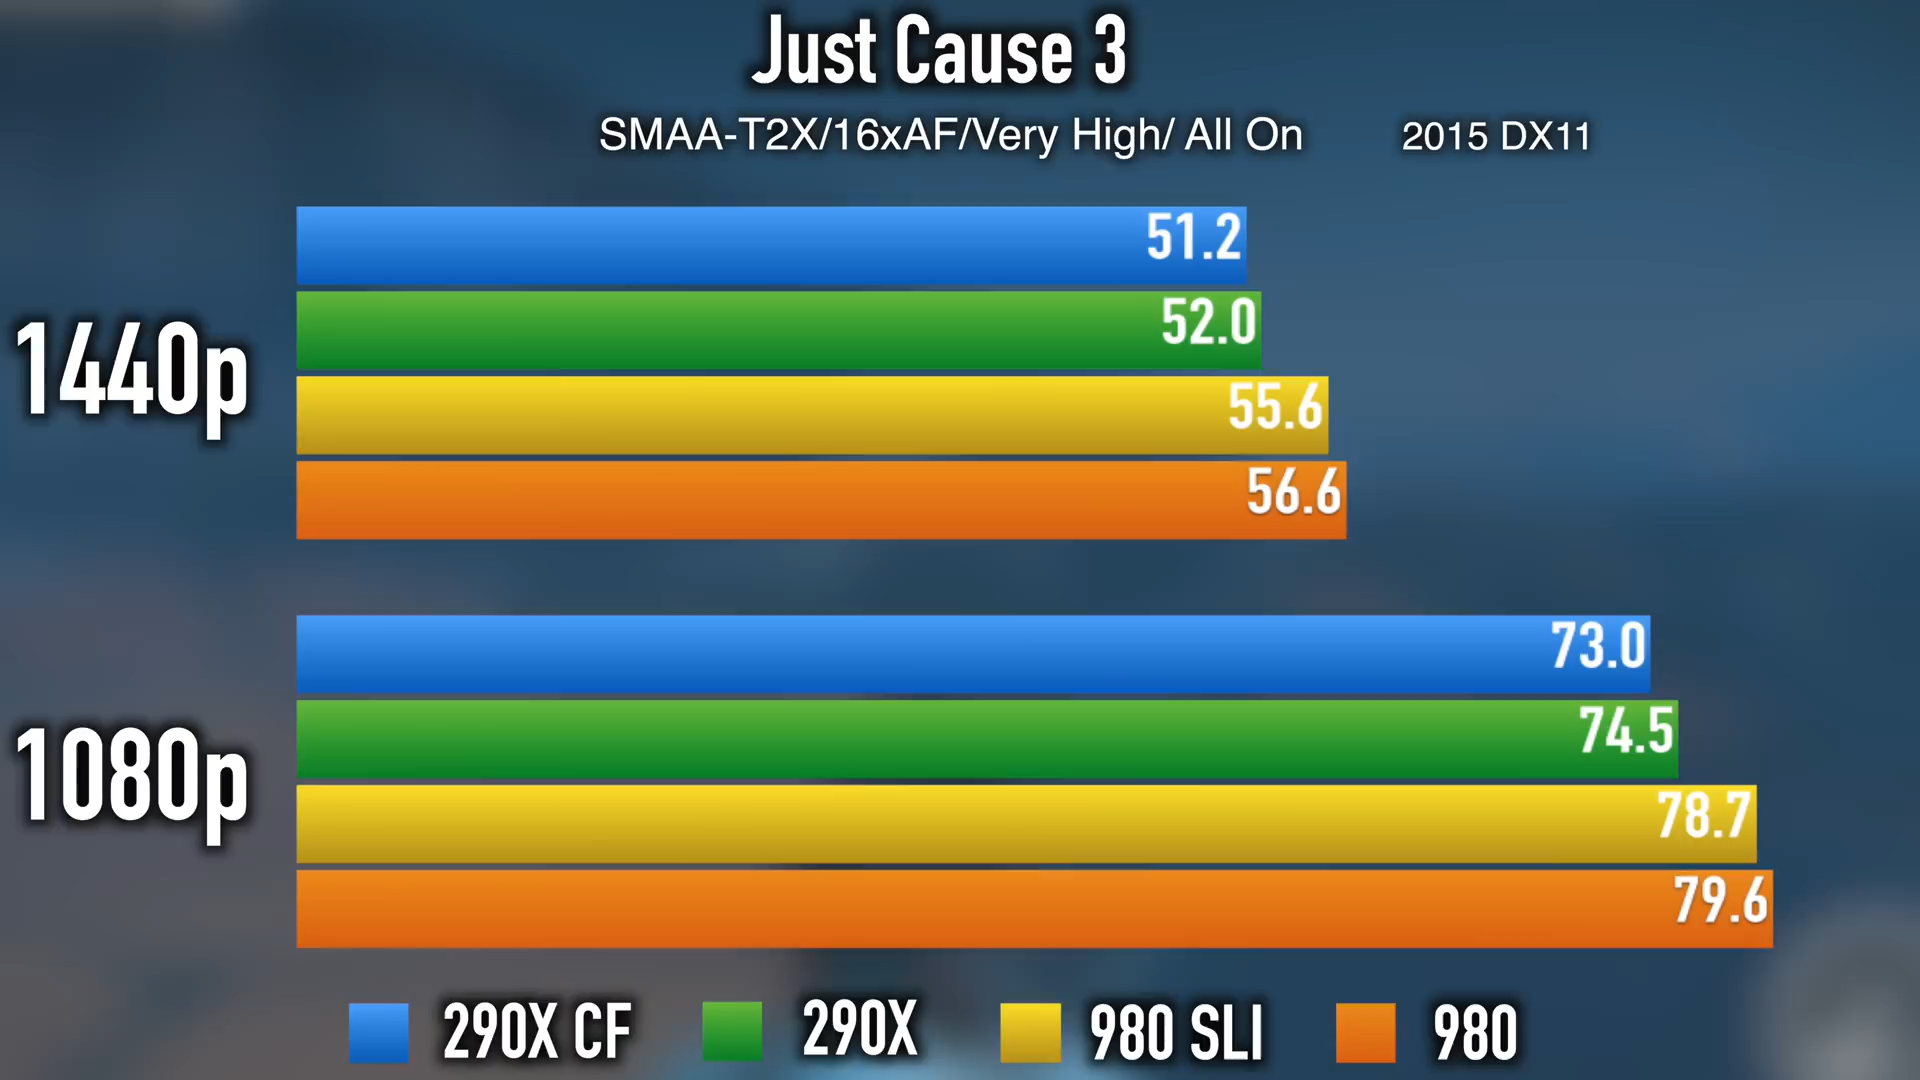 Just Cause 3
SMAA-T2X/16xAF/Very High/ All On 2015 DX11
1440p
51.2
52.0
55.6
56.6
1080p
73.0
74.5
78.7
79.6
290X CF 290X 980 SLI 980